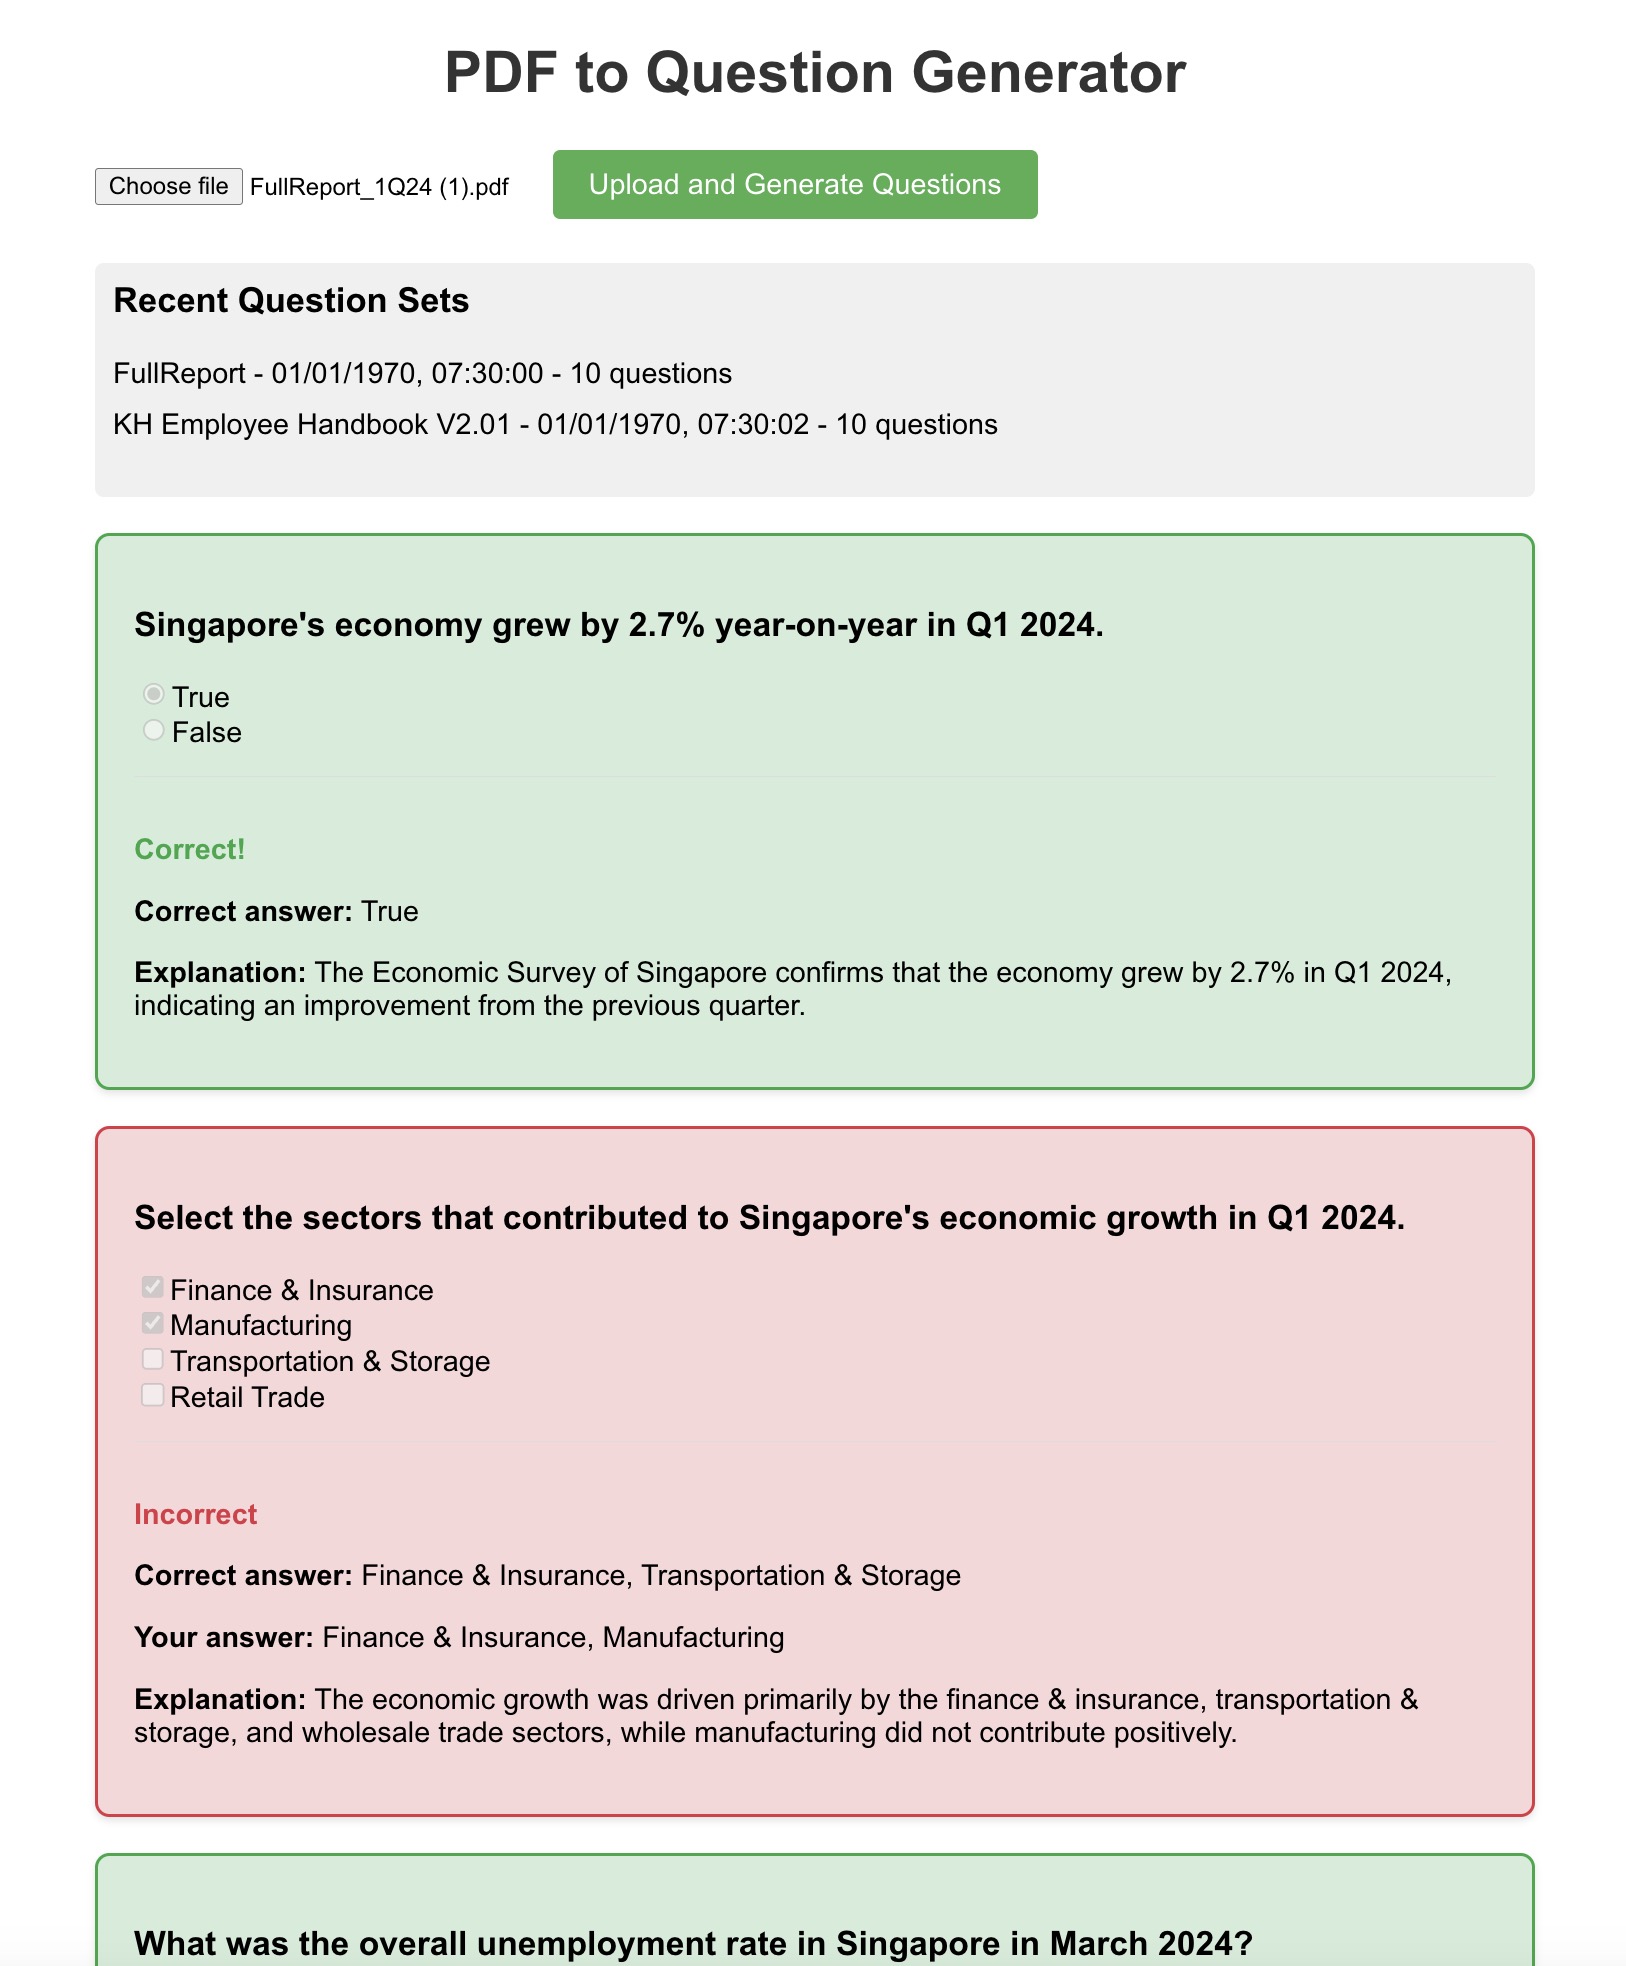 PDF to Question Generator
Choose file FullReport_1Q24 (1).pdf Upload and Generate Questions
Recent Question Sets
FullReport - 01/01/1970, 07:30:00 - 10 questions
KH Employee Handbook V2.01 - 01/01/1970, 07:30:02 - 10 questions
Singapore's economy grew by 2.7% year-on-year in Q1 2024.
True
False
Correct!
Correct answer: True
Explanation: The Economic Survey of Singapore confirms that the economy grew by 2.7% in Q1 2024,
indicating an improvement from the previous quarter.
Select the sectors that contributed to Singapore's economic growth in Q1 2024.
Finance & Insurance
Manufacturing
Transportation & Storage
Retail Trade
Incorrect
Correct answer: Finance & Insurance, Transportation & Storage
Your answer: Finance & Insurance, Manufacturing
Explanation: The economic growth was driven primarily by the finance & insurance, transportation &
storage, and wholesale trade sectors, while manufacturing did not contribute positively.
What was the overall unemployment rate in Singapore in March 2024?